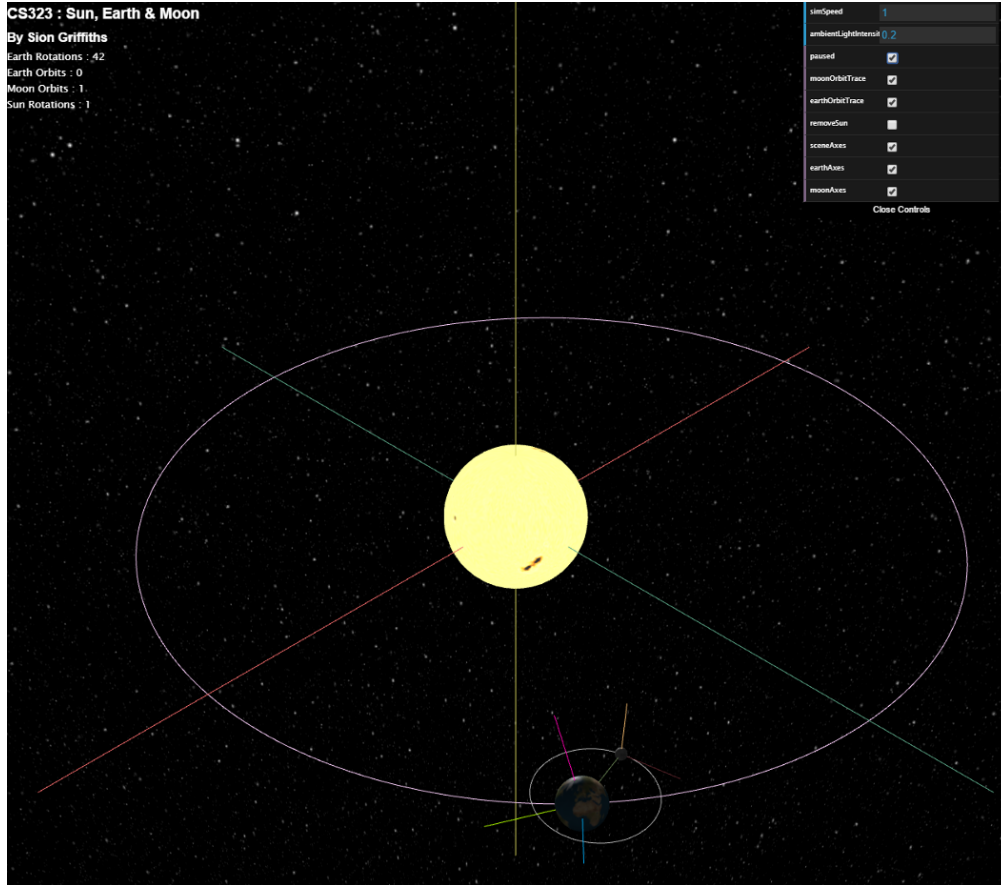 CS323 : Sun, Earth & Moon
By Sion Griffiths
Earth Rotations : 42
Earth Orbits : 0
Moon Orbits : 1
Sun Rotations : 1
simSpeed 1
ambientLightIntensit 0.2
paused
moonOrbitTrace
earthOrbitTrace
removeSun
sceneAxes
earthAxes
moonAxes
Close Controls